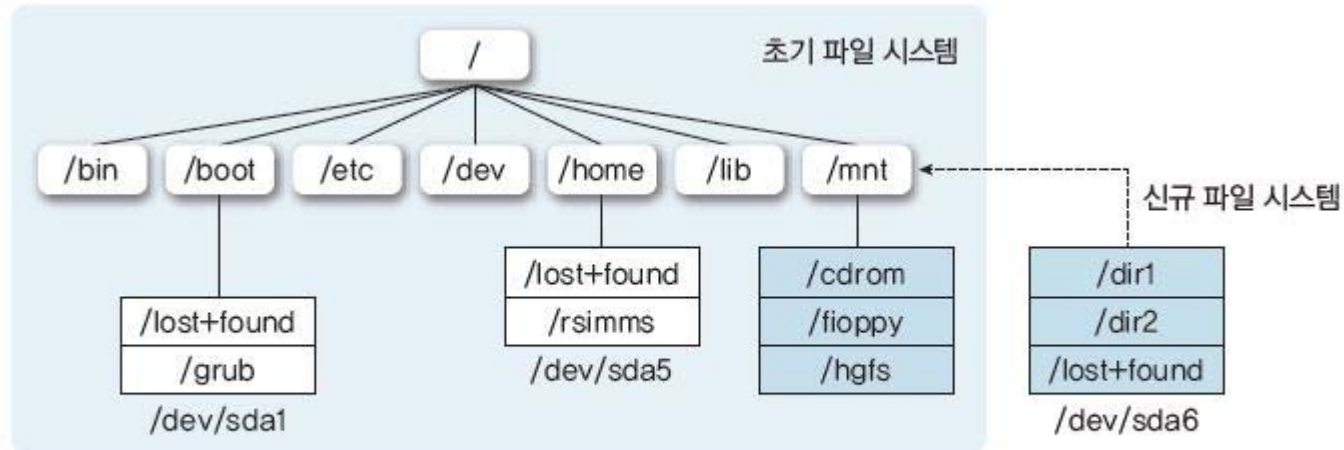 /
초기 파일 시스템
/bin
/boot
/etc
/dev
/home
/lib
/mnt
신규 파일 시스템
/lost+found
/grub
/dev/sda1
/lost+found
/rsimms
/dev/sda5
/cdrom
/fioppy
/hgfs
/dir1
/dir2
/lost+found
/dev/sda6